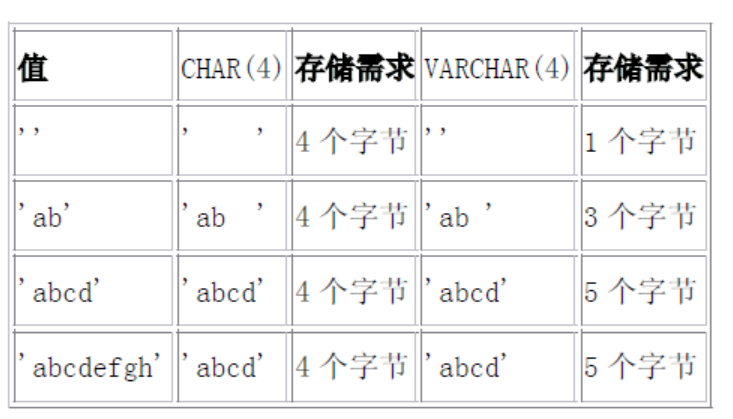 值 CHAR(4) 存储需求 VARCHAR(4) 存储需求
'' '    ' 4 个字节 '' 1 个字节
'ab' 'ab  ' 4 个字节 'ab ' 3 个字节
'abcd' 'abcd' 4 个字节 'abcd' 5 个字节
'abcdefgh' 'abcd' 4 个字节 'abcd' 5 个字节